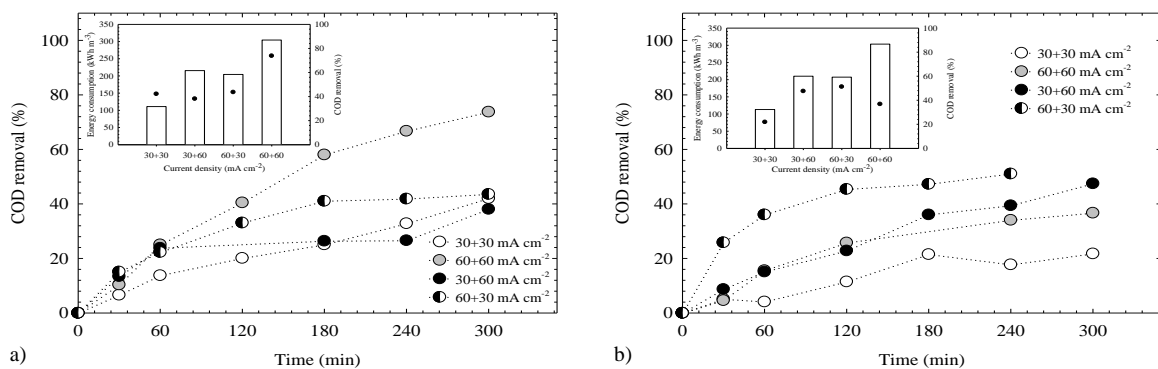 100
80
60
40
20
0
COD removal (%)
0 60 120 180 240 300
Time (min)
a)
350
300
250
200
150
100
50
0
Energy consumption (kWh m-3)
100
80
60
40
20
0
COD removal (%)
30+30 30+60 60+30 60+60
Current density (mA cm-2)
30+30 mA cm-2
60+60 mA cm-2
30+60 mA cm-2
60+30 mA cm-2
100
80
60
40
20
0
COD removal (%)
0 60 120 180 240 300
Time (min)
b)
350
300
250
200
150
100
50
0
Energy consumption (kWh m-3)
100
80
60
40
20
0
COD removal (%)
30+30 30+60 60+30 60+60
Current density (mA cm-2)
30+30 mA cm-2
60+60 mA cm-2
30+60 mA cm-2
60+30 mA cm-2